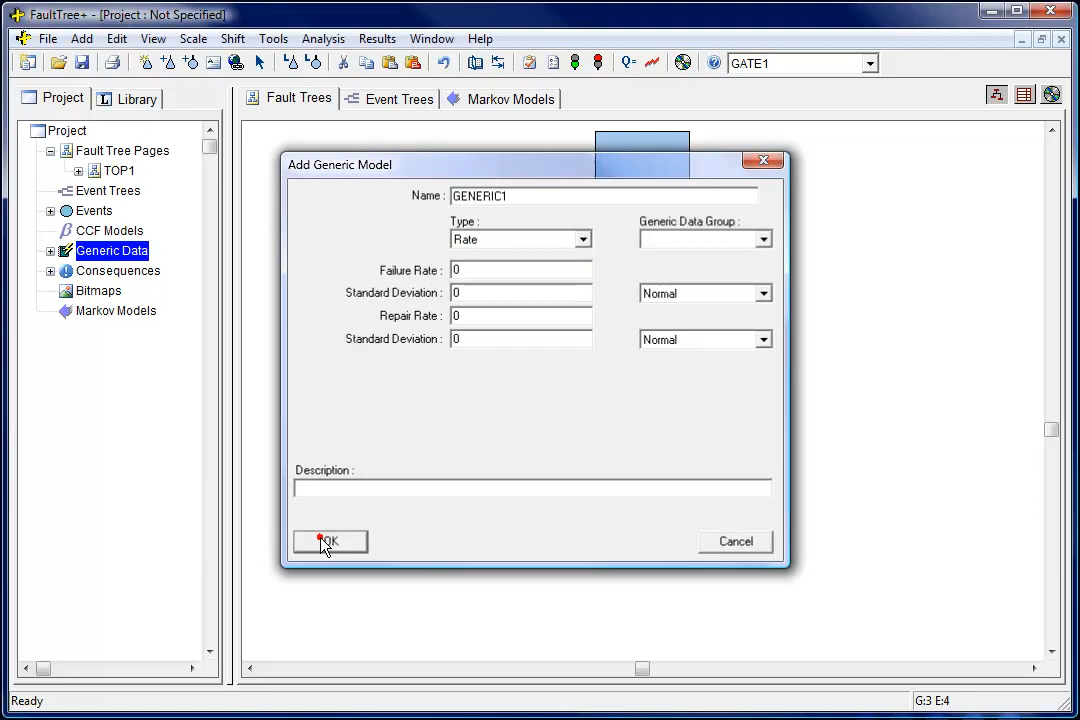 FaultTree+ - [Project : Not Specified]
File Add Edit View Scale Shift Tools Analysis Results Window Help
Q= GATE1
Project Library Fault Trees Event Trees Markov Models
Project
Fault Tree Pages
TOP1
Event Trees
Events
CCF Models
Generic Data
Consequences
Bitmaps
Markov Models
Add Generic Model
Name : GENERIC1
Type : Generic Data Group :
Rate
Failure Rate : 0
Standard Deviation : 0 Normal
Repair Rate : 0
Standard Deviation : 0 Normal
Description :
OK Cancel
Ready G:3 E:4